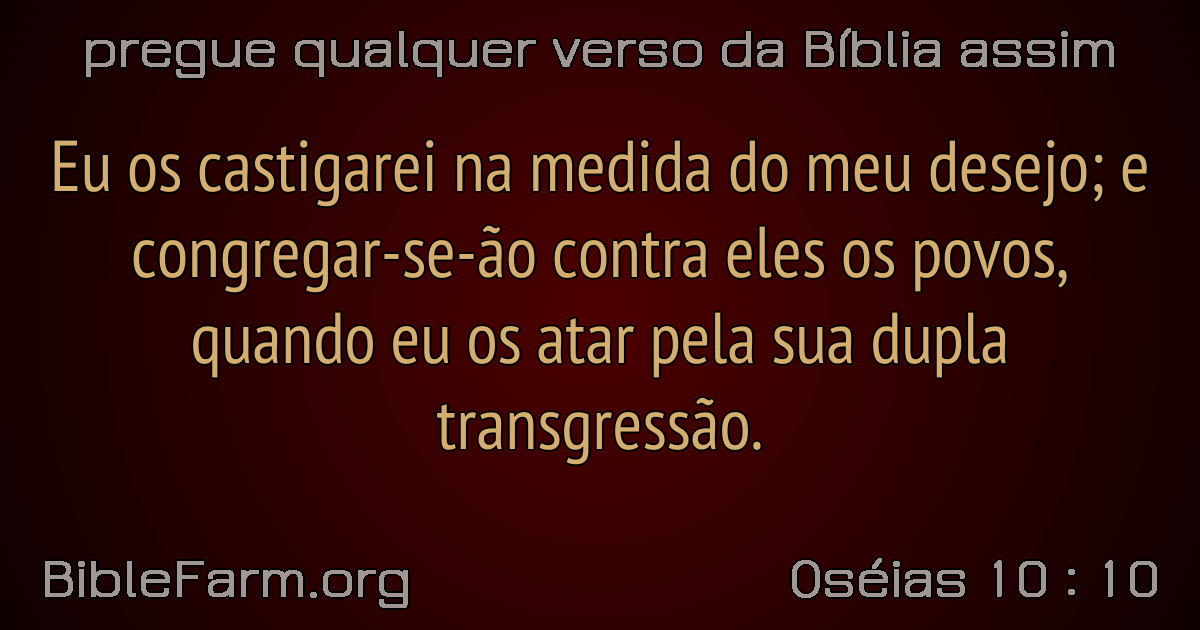 pregue qualquer verso da Bíblia assim
Eu os castigarei na medida do meu desejo; e
congregar-se-ão contra eles os povos,
quando eu os atar pela sua dupla
transgressão.
BibleFarm.org
Oséias 10 : 10